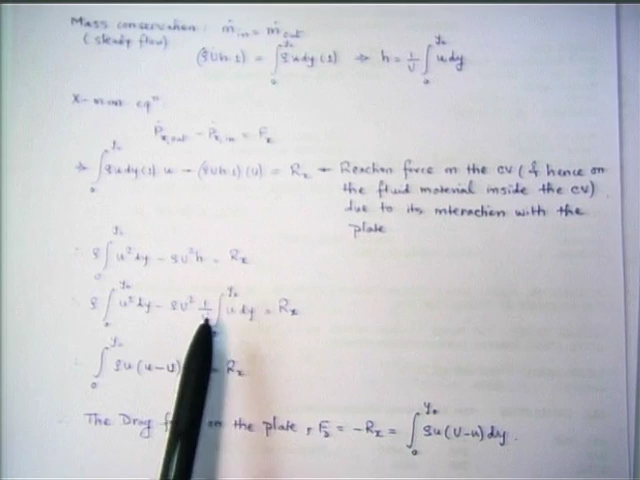 Mass conservation: ṁ in = ṁ out
(steady flow)
(ρUh·1) = ∫₀^y₀ ρu dy (1) ⇒ h = 1/U ∫₀^y₀ u dy
X-mom eqⁿ:
Ṗx,out − Ṗx,in = Fx
⇒ ∫₀^y₀ ρu dy (1) u − (ρUh·1)(U) = Rx → Reaction force on the CV (& hence on
the fluid material inside the CV)
due to its interaction with the
plate
∴ ρ ∫₀^y₀ u² dy − ρU²h = Rx
∴ ρ ∫₀^y₀ u² dy − ρU² 1/U ∫₀^y₀ u dy = Rx
∴ ∫₀^y₀ ρu (u−U) = Rx
∴ The Drag on the plate, Fx = −Rx = ∫₀^y₀ ρu (U−u) dy.